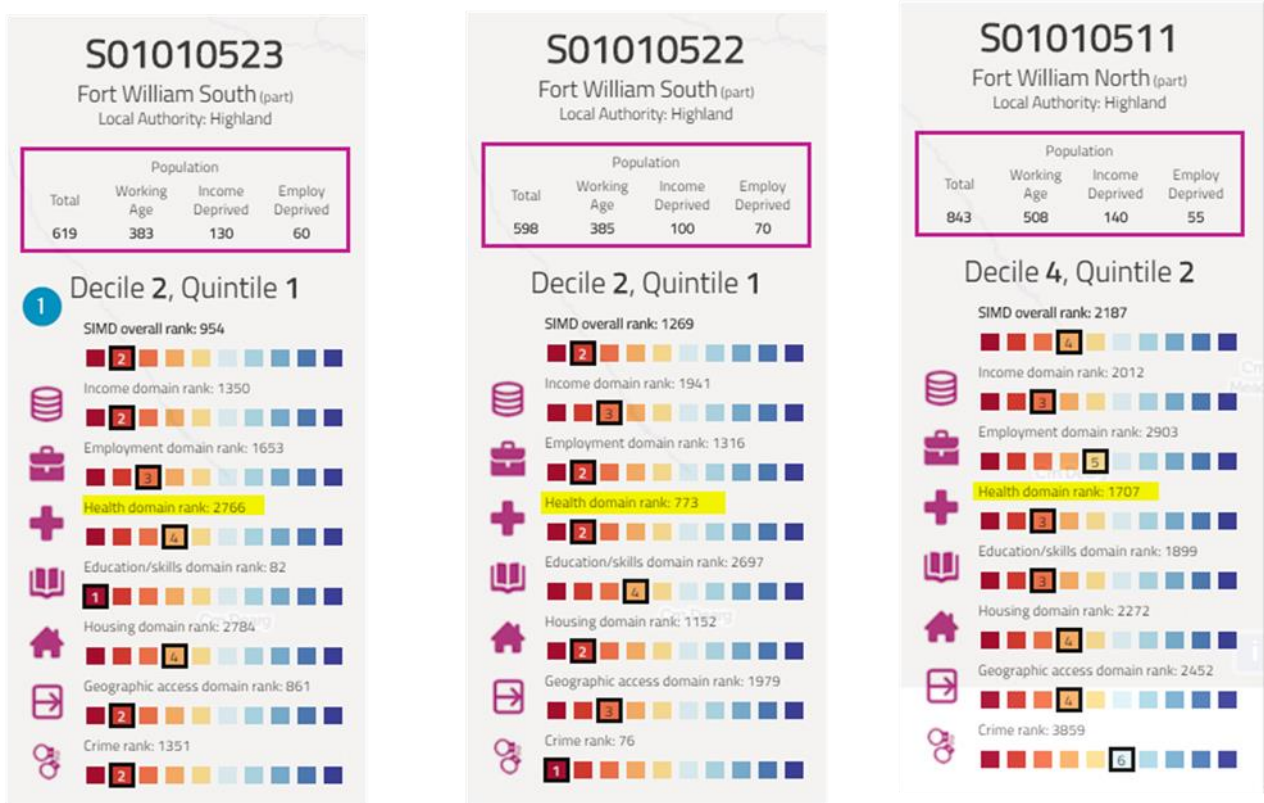 S01010523
Fort William South (part)
Local Authority: Highland
Population
Total Working Age Income Deprived Employ Deprived
619 383 130 60
1
Decile 2, Quintile 1
SIMD overall rank: 954
2
Income domain rank: 1350
2
Employment domain rank: 1653
3
Health domain rank: 2766
4
Education/skills domain rank: 82
1
Housing domain rank: 2784
4
Geographic access domain rank: 861
2
Crime rank: 1351
2
S01010522
Fort William South (part)
Local Authority: Highland
Population
Total Working Age Income Deprived Employ Deprived
598 385 100 70
Decile 2, Quintile 1
SIMD overall rank: 1269
2
Income domain rank: 1941
3
Employment domain rank: 1316
2
Health domain rank: 773
2
Education/skills domain rank: 2697
4
Housing domain rank: 1152
2
Geographic access domain rank: 1979
3
Crime rank: 76
1
S01010511
Fort William North (part)
Local Authority: Highland
Population
Total Working Age Income Deprived Employ Deprived
843 508 140 55
Decile 4, Quintile 2
SIMD overall rank: 2187
4
Income domain rank: 2012
3
Employment domain rank: 2903
5
Health domain rank: 1707
3
Education/skills domain rank: 1899
3
Housing domain rank: 2272
4
Geographic access domain rank: 2452
4
Crime rank: 3859
6